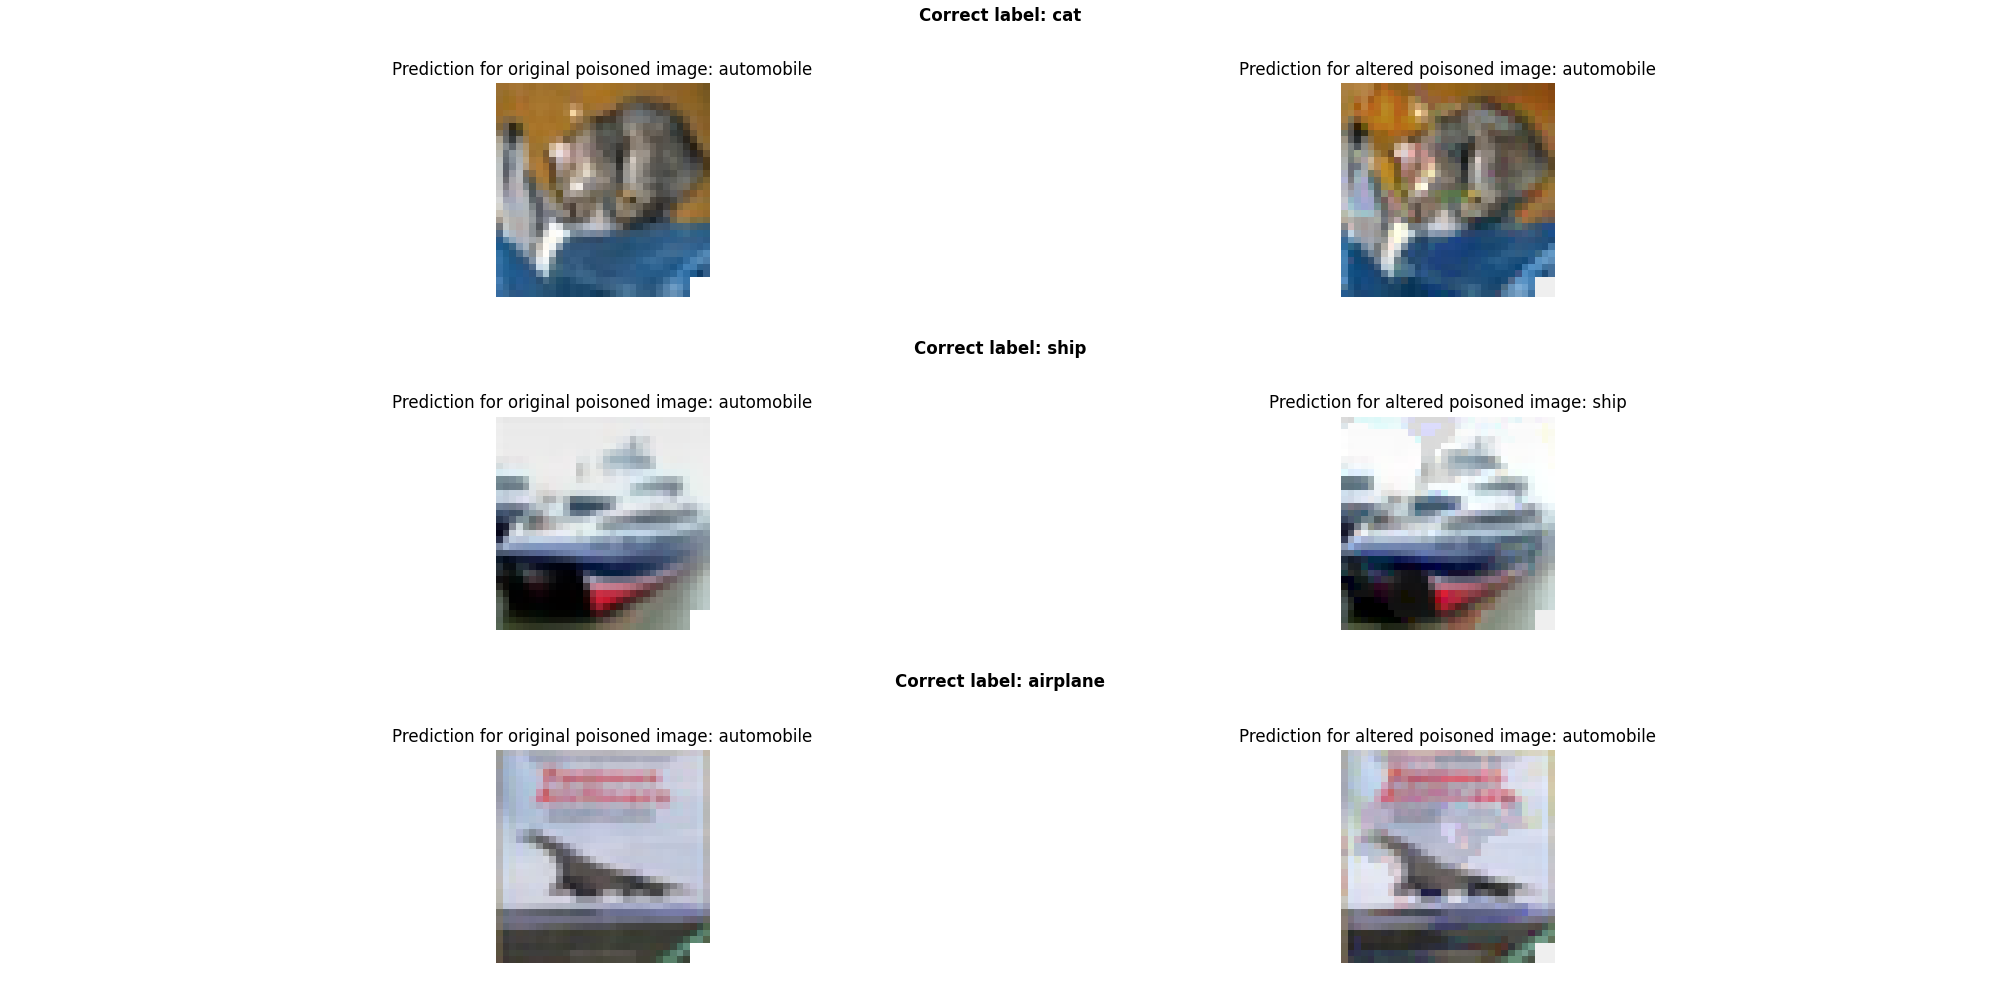 Correct label: cat
Prediction for original poisoned image: automobile
Prediction for altered poisoned image: automobile
Correct label: ship
Prediction for original poisoned image: automobile
Prediction for altered poisoned image: ship
Correct label: airplane
Prediction for original poisoned image: automobile
Prediction for altered poisoned image: automobile